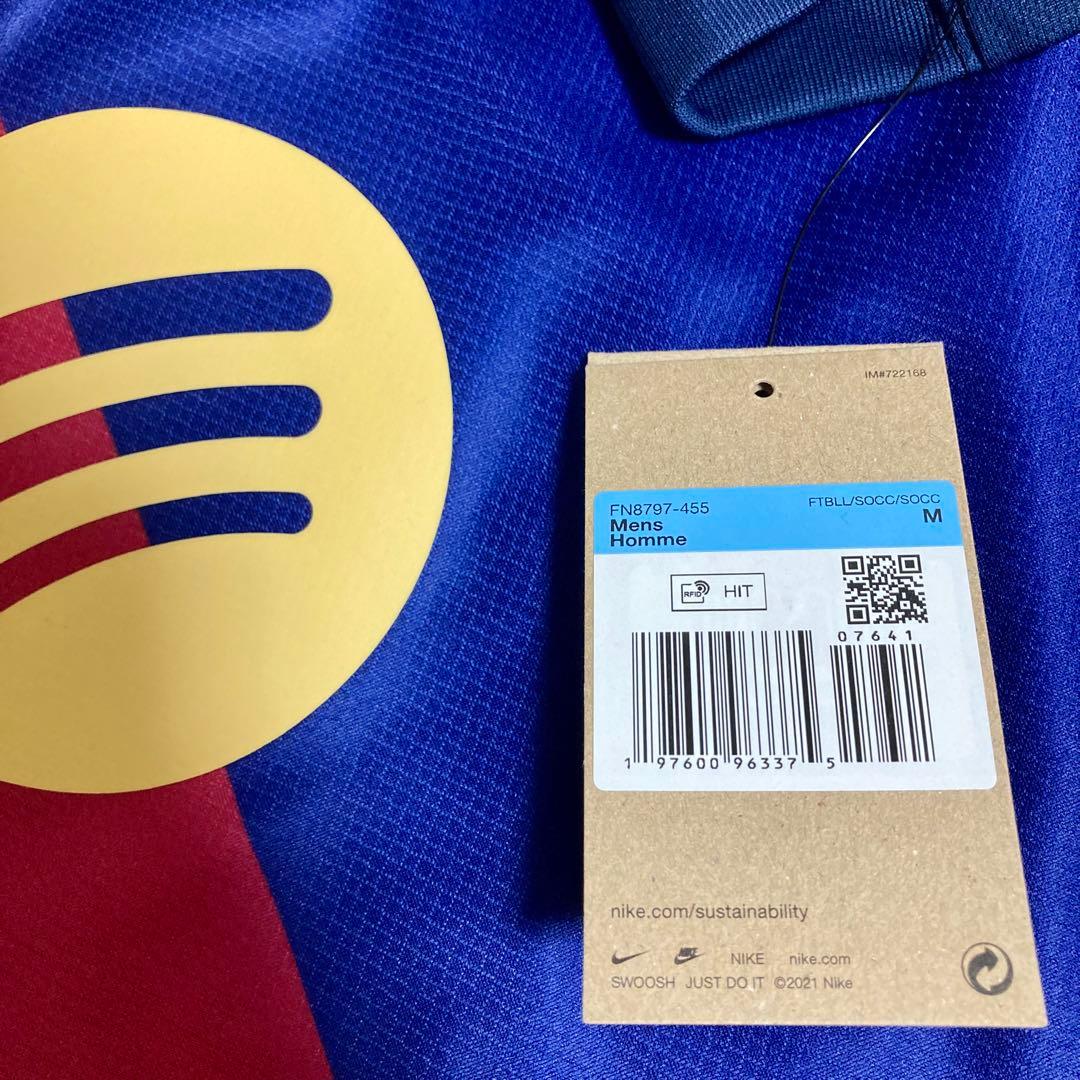 IM#722168
FN8797-455
FTBLL/SOCC/SOCC
Mens
M
Homme
RFID HIT
07641
1 97600 96337 5
nike.com/sustainability
NIKE nike.com
SWOOSH JUST DO IT ©2021 Nike